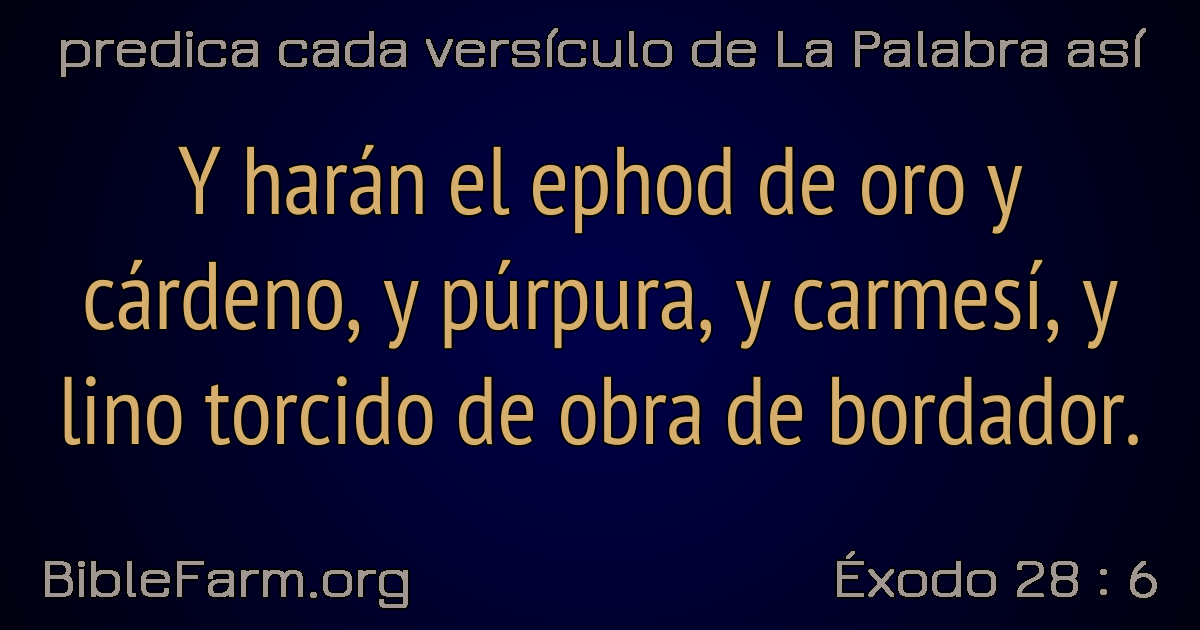 predica cada versículo de La Palabra así
Y harán el ephod de oro y
cárdeno, y púrpura, y carmesí, y
lino torcido de obra de bordador.
BibleFarm.org
Éxodo 28 : 6